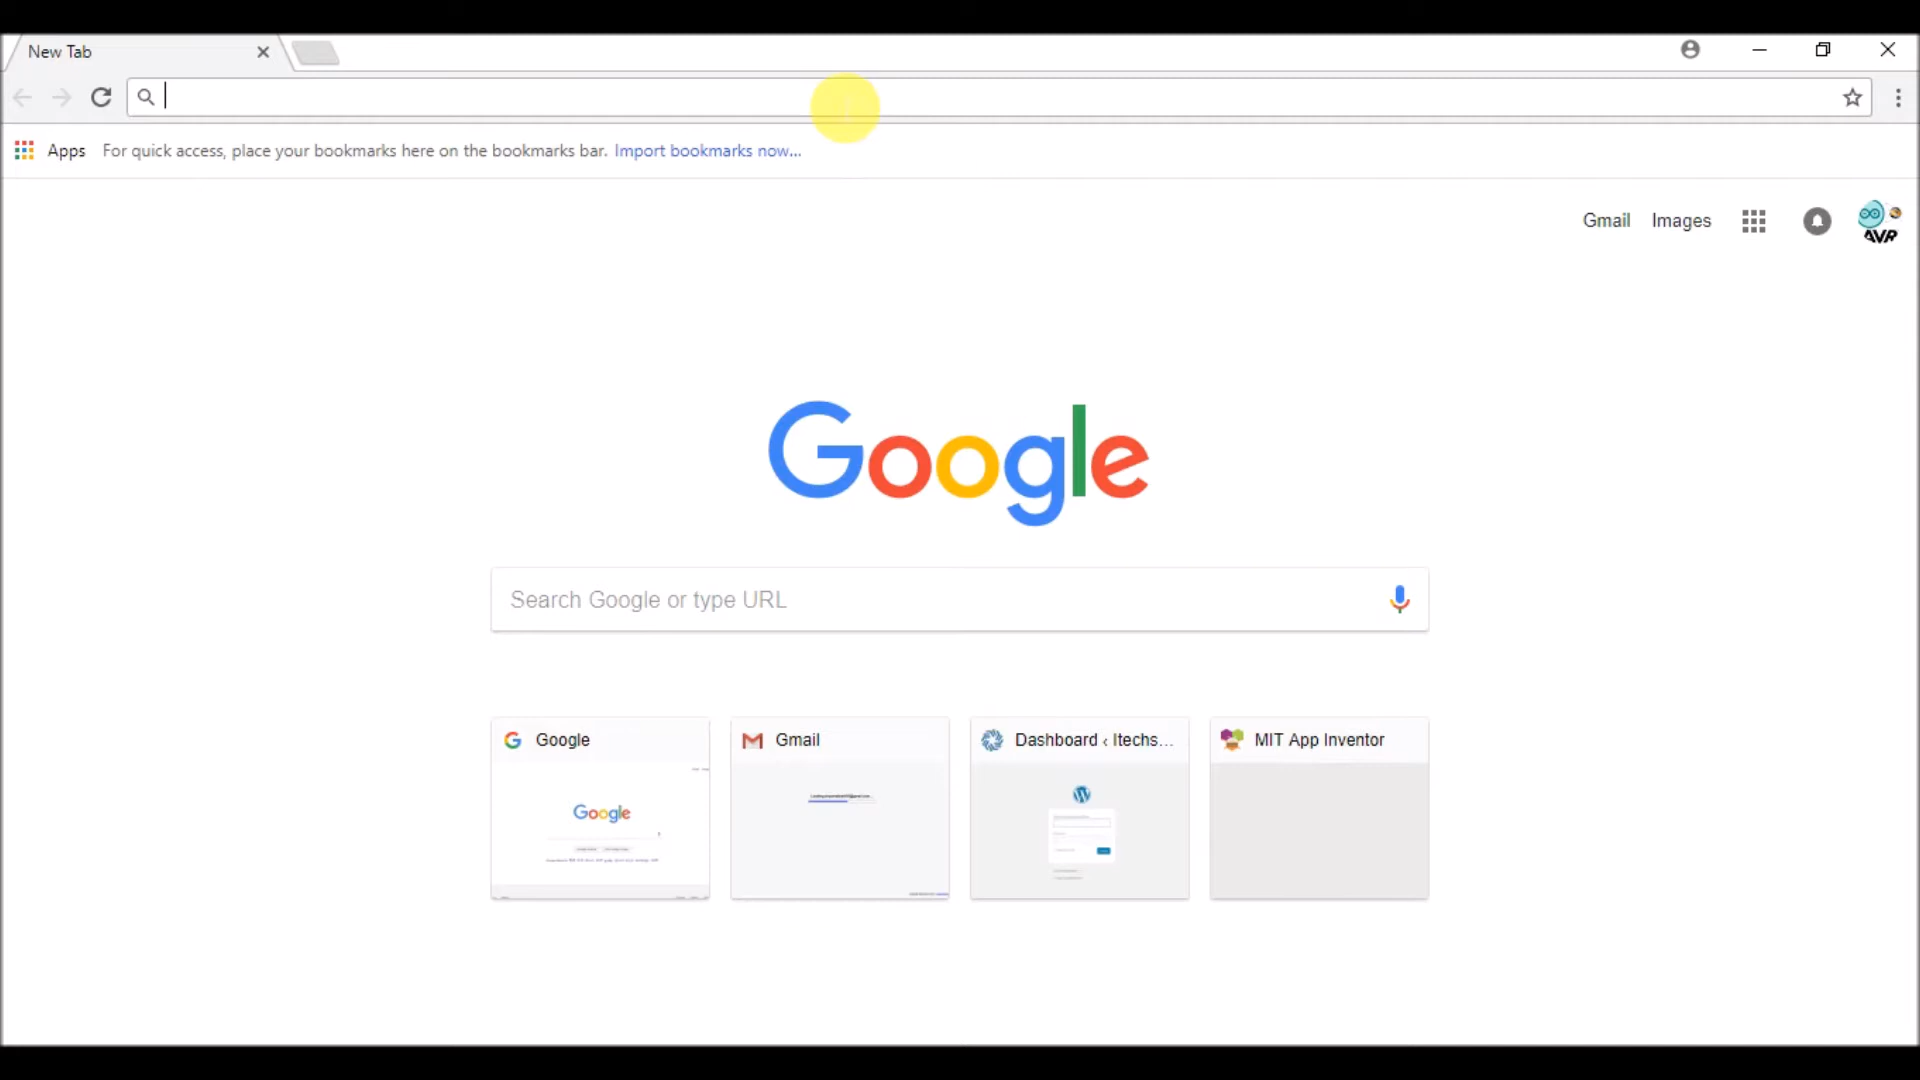 New Tab
Apps For quick access, place your bookmarks here on the bookmarks bar. Import bookmarks now...
Gmail Images
AVR
Google
Search Google or type URL
Google Gmail Dashboard ‹ Itechs... MIT App Inventor
Google